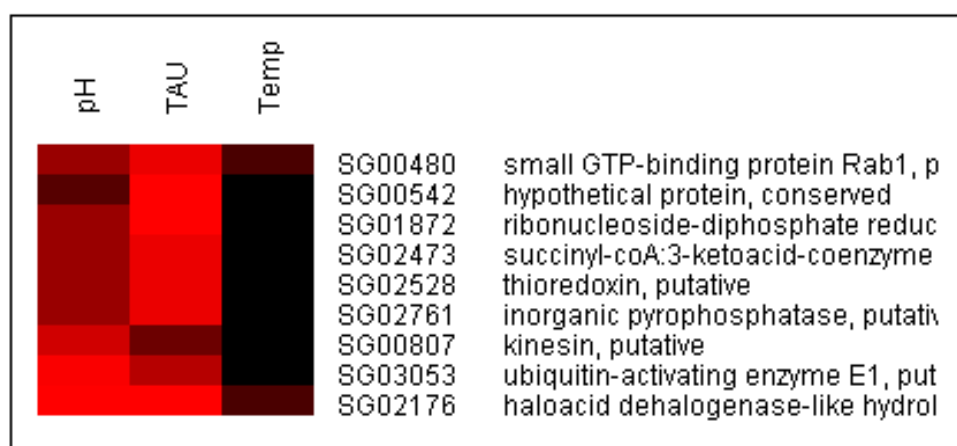 pH TAU Temp
SG00480 small GTP-binding protein Rab1, p
SG00542 hypothetical protein, conserved
SG01872 ribonucleoside-diphosphate reduc
SG02473 succinyl-coA:3-ketoacid-coenzyme
SG02528 thioredoxin, putative
SG02761 inorganic pyrophosphatase, putativ
SG00807 kinesin, putative
SG03053 ubiquitin-activating enzyme E1, put
SG02176 haloacid dehalogenase-like hydrol